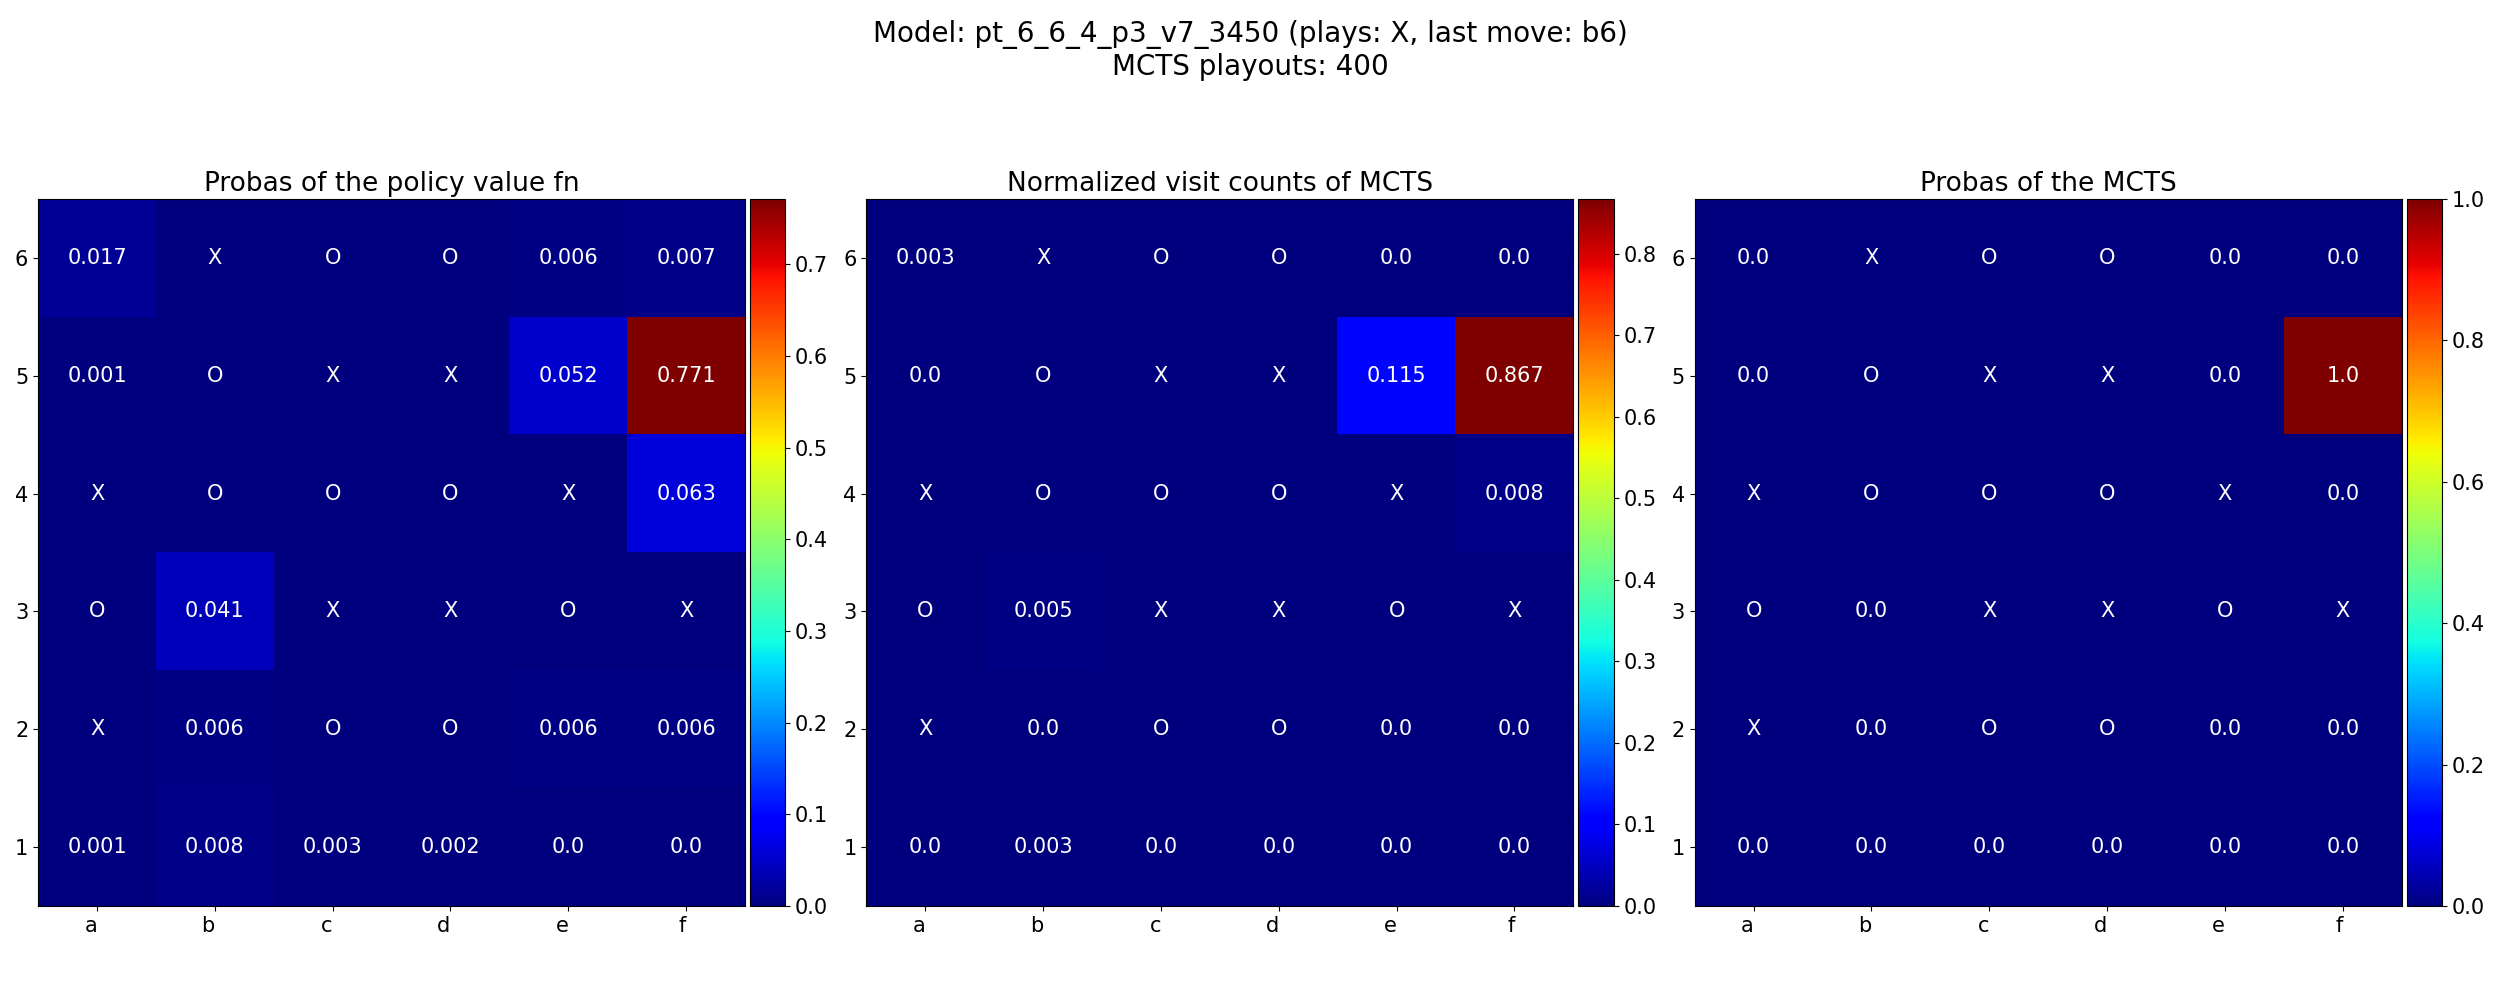 Model: pt_6_6_4_p3_v7_3450 (plays: X, last move: b6)
MCTS playouts: 400
Probas of the policy value fn
6 0.017 X O O 0.006 0.007
5 0.001 O X X 0.052 0.771
4 X O O O X 0.063
3 O 0.041 X X O X
2 X 0.006 O O 0.006 0.006
1 0.001 0.008 0.003 0.002 0.0 0.0
a b c d e f
0.7
0.6
0.5
0.4
0.3
0.2
0.1
0.0
Normalized visit counts of MCTS
6 0.003 X O O 0.0 0.0
5 0.0 O X X 0.115 0.867
4 X O O O X 0.008
3 O 0.005 X X O X
2 X 0.0 O O 0.0 0.0
1 0.0 0.003 0.0 0.0 0.0 0.0
a b c d e f
0.8
0.7
0.6
0.5
0.4
0.3
0.2
0.1
0.0
Probas of the MCTS
6 0.0 X O O 0.0 0.0
5 0.0 O X X 0.0 1.0
4 X O O O X 0.0
3 O 0.0 X X O X
2 X 0.0 O O 0.0 0.0
1 0.0 0.0 0.0 0.0 0.0 0.0
a b c d e f
1.0
0.8
0.6
0.4
0.2
0.0